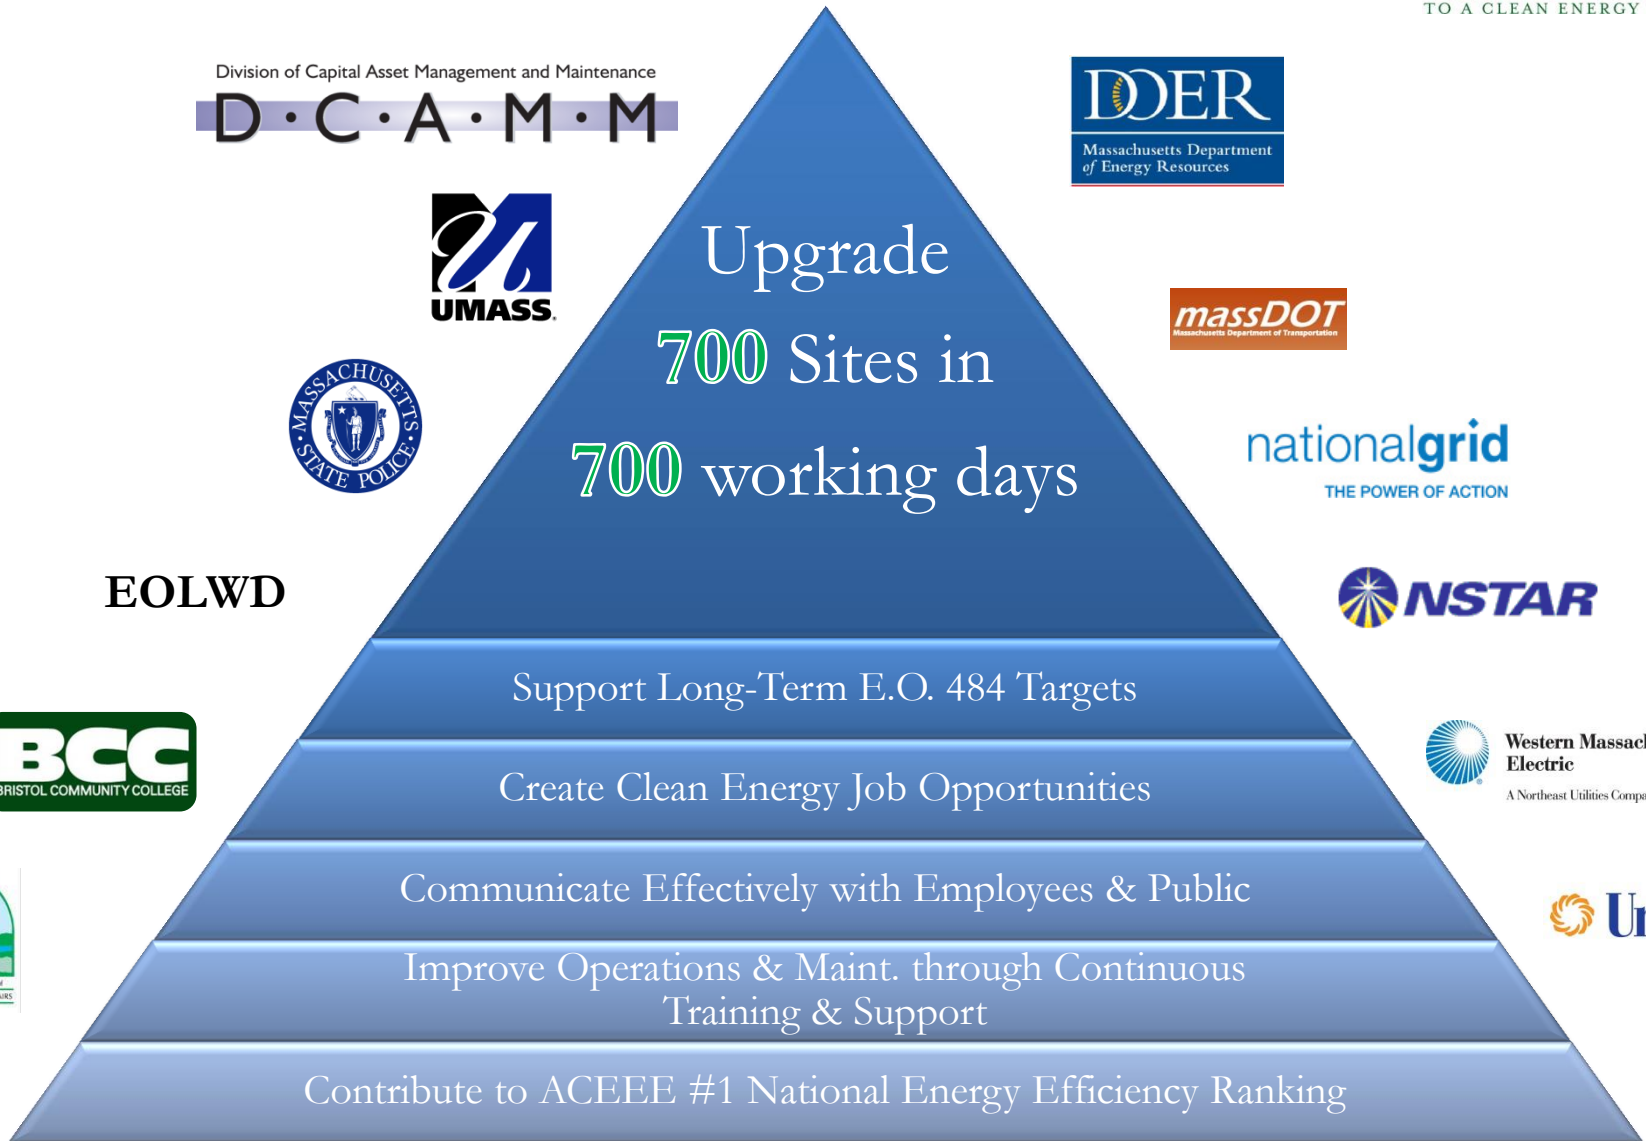 TO A CLEAN ENERGY
Division of Capital Asset Management and Maintenance
D·C·A·M·M
DOER
Massachusetts Department
of Energy Resources
UMASS
Upgrade
700 Sites in
700 working days
massDOT
Massachusetts Department of Transportation
MASSACHUSETTS
STATE POLICE
nationalgrid
THE POWER OF ACTION
EOLWD
NSTAR
Support Long-Term E.O. 484 Targets
BCC
BRISTOL COMMUNITY COLLEGE
Western
Electric
A Northeast Utilities
Create Clean Energy Job Opportunities
Communicate Effectively with Employees & Public
Improve Operations & Maint. through Continuous
Training & Support
Contribute to ACEEE #1 National Energy Efficiency Ranking